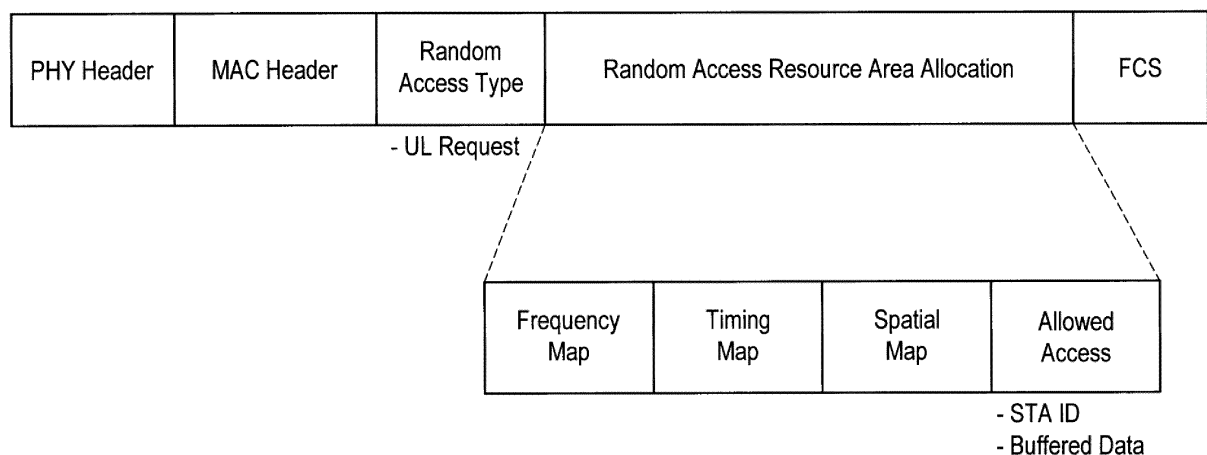 PHY Header
MAC Header
Random
Access Type
Random Access Resource Area Allocation
FCS
- UL Request
Frequency
Map
Timing
Map
Spatial
Map
Allowed
Access
- STA ID
- Buffered Data